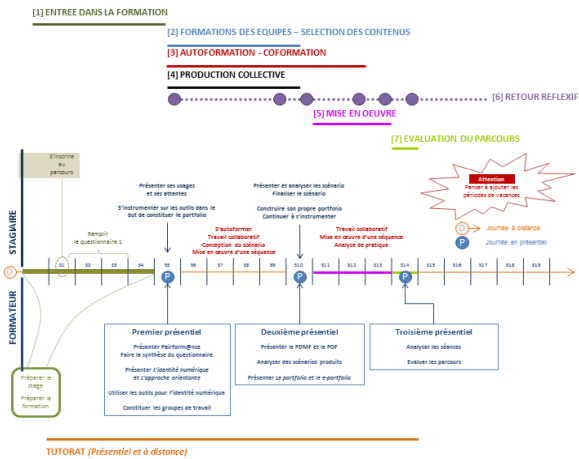 [1] ENTREE DANS LA FORMATION
[2] FORMATIONS DES EQUIPES – SELECTION DES CONTENUS
[3] AUTOFORMATION - COFORMATION
[4] PRODUCTION COLLECTIVE
[6] RETOUR REFLEXIF
[5] MISE EN OEUVRE
[7] EVALUATION DU PARCOURS
S'inscrire
au
parcours
Présenter ses usages
et ses attentes
S'instrumenter sur les outils dans le
but de constituer le portfolio
Présenter et analyser les scénario
Finaliser le scénario
Construire son propre portfolio
Continuer à s'instrumenter
Attention
Penser à ajouter les
périodes de vacances
STAGIAIRE
Remplir
le questionnaire 1
S'autoformer
Travail collaboratif
Conception du scénario
Mise en œuvre d'une séquence
Travail collaboratif
Mise en œuvre d'une séquence
Analyse de pratique
D Journée à distance
P Journée en présentiel
D S1 S2 S3 S4 S5 S6 S7 S8 S9 S10 S11 S12 S13 S14 S15 S16 S17 S18 S19
P P P
FORMATEUR
Premier présentiel
Présenter Pairform@nce
Faire la synthèse du questionnaire
Présenter L'identité numérique
et L'approche orientante
Utiliser les outils pour l'identité numérique
Constituer les groupes de travail
Deuxième présentiel
Présenter le PDMF et le POF
Analyser des scénarios produits
Présenter Le portfolio et le e-portfolio
Troisième présentiel
Analyser les séances
Evaluer les parcours
Préparer le
stage
Préparer la
formation
TUTORAT (Présentiel et à distance)